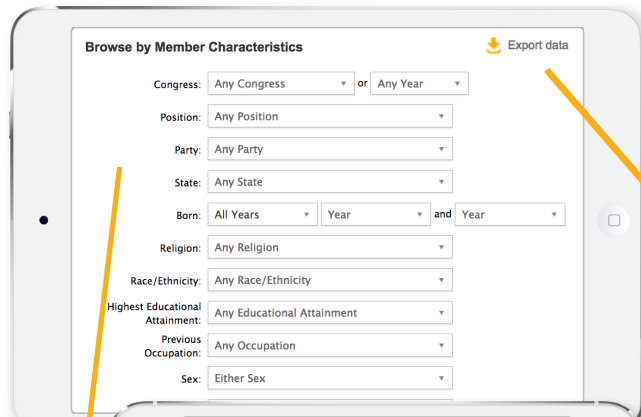 Browse by Member Characteristics
Export data
Congress: Any Congress or Any Year
Position: Any Position
Party: Any Party
State: Any State
Born: All Years Year and Year
Religion: Any Religion
Race/Ethnicity: Any Race/Ethnicity
Highest Educational
Attainment: Any Educational Attainment
Previous
Occupation: Any Occupation
Sex: Either Sex